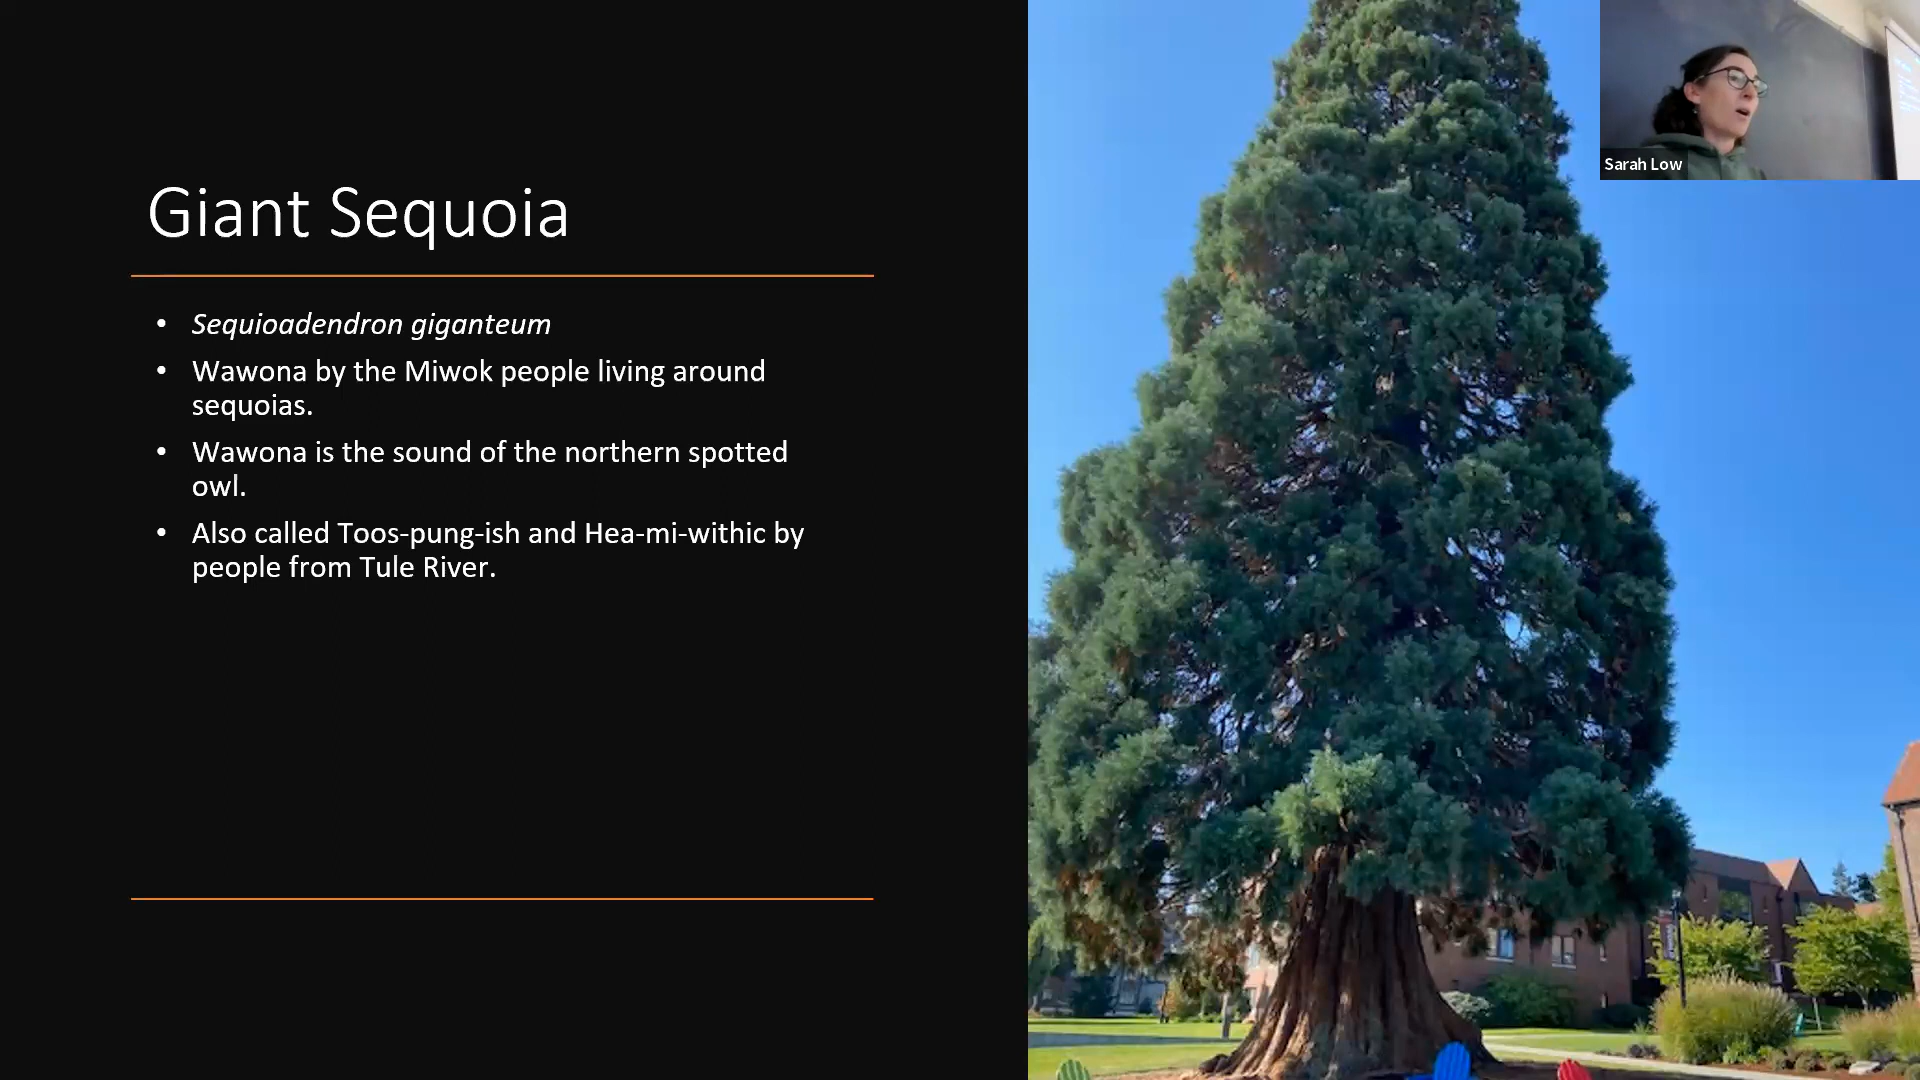 Giant Sequoia
• Sequioadendron giganteum
• Wawona by the Miwok people living around
sequoias.
• Wawona is the sound of the northern spotted
owl.
• Also called Toos-pung-ish and Hea-mi-withic by
people from Tule River.
Sarah Low